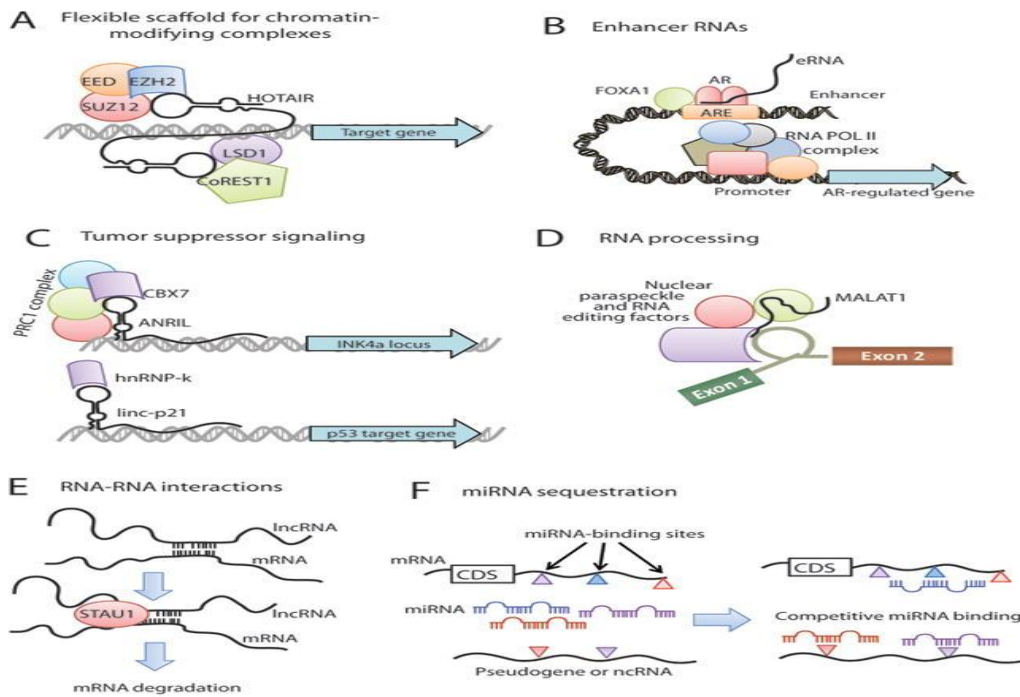 A Flexible scaffold for chromatin-
modifying complexes
EED EZH2
SUZ12
HOTAIR
Target gene
LSD1
CoREST1
B Enhancer RNAs
eRNA
FOXA1 AR
Enhancer
ARE
RNA POL II
complex
Promoter AR-regulated gene
C Tumor suppressor signaling
PRC1 complex
CBX7
ANRIL
INK4a locus
hnRNP-k
linc-p21
p53 target gene
D RNA processing
Nuclear
paraspeckle
and RNA
editing factors
MALAT1
Exon 2
Exon 1
E RNA-RNA interactions
lncRNA
mRNA
STAU1
lncRNA
mRNA
mRNA degradation
F miRNA sequestration
miRNA-binding sites
mRNA
CDS
miRNA
Pseudogene or ncRNA
CDS
Competitive miRNA binding